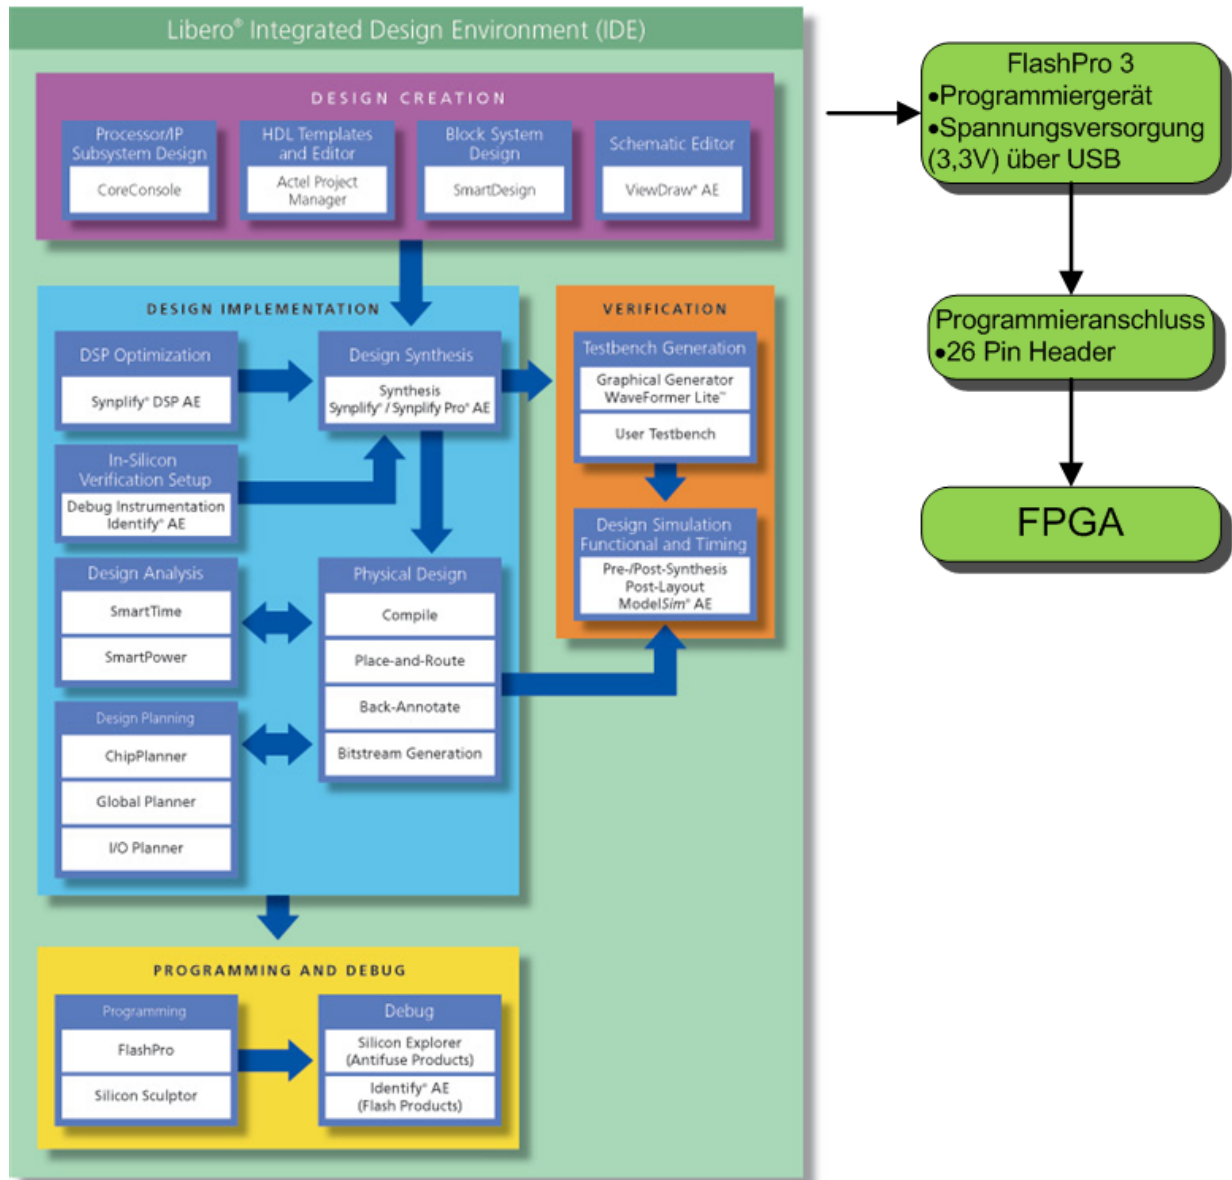 Libero® Integrated Design Environment (IDE)
DESIGN CREATION
Processor/IP
Subsystem Design
CoreConsole
HDL Templates
and Editor
Actel Project
Manager
Block System
Design
SmartDesign
Schematic Editor
ViewDraw® AE
DESIGN IMPLEMENTATION
DSP Optimization
Synplify® DSP AE
Design Synthesis
Synthesis
Synplify® / Synplify Pro® AE
In-Silicon
Verification Setup
Debug Instrumentation
Identify® AE
Design Analysis
SmartTime
SmartPower
Physical Design
Compile
Place-and-Route
Back-Annotate
Bitstream Generation
Design Planning
ChipPlanner
Global Planner
I/O Planner
VERIFICATION
Testbench Generation
Graphical Generator
WaveFormer Lite™
User Testbench
Design Simulation
Functional and Timing
Pre-/Post-Synthesis
Post-Layout
ModelSim® AE
PROGRAMMING AND DEBUG
Programming
FlashPro
Silicon Sculptor
Debug
Silicon Explorer
(Antifuse Products)
Identify® AE
(Flash Products)
FlashPro 3
•Programmiergerät
•Spannungsversorgung
(3,3V) über USB
Programmieranschluss
•26 Pin Header
FPGA